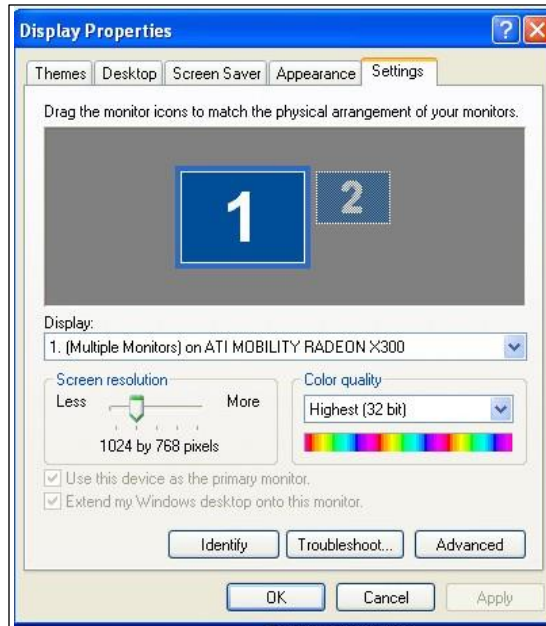 Display Properties
Themes Desktop Screen Saver Appearance Settings
Drag the monitor icons to match the physical arrangement of your monitors.
1 2
Display:
1. (Multiple Monitors) on ATI MOBILITY RADEON X300
Screen resolution
Less More
1024 by 768 pixels
Color quality
Highest (32 bit)
Use this device as the primary monitor.
Extend my Windows desktop onto this monitor.
Identify Troubleshoot... Advanced
OK Cancel Apply